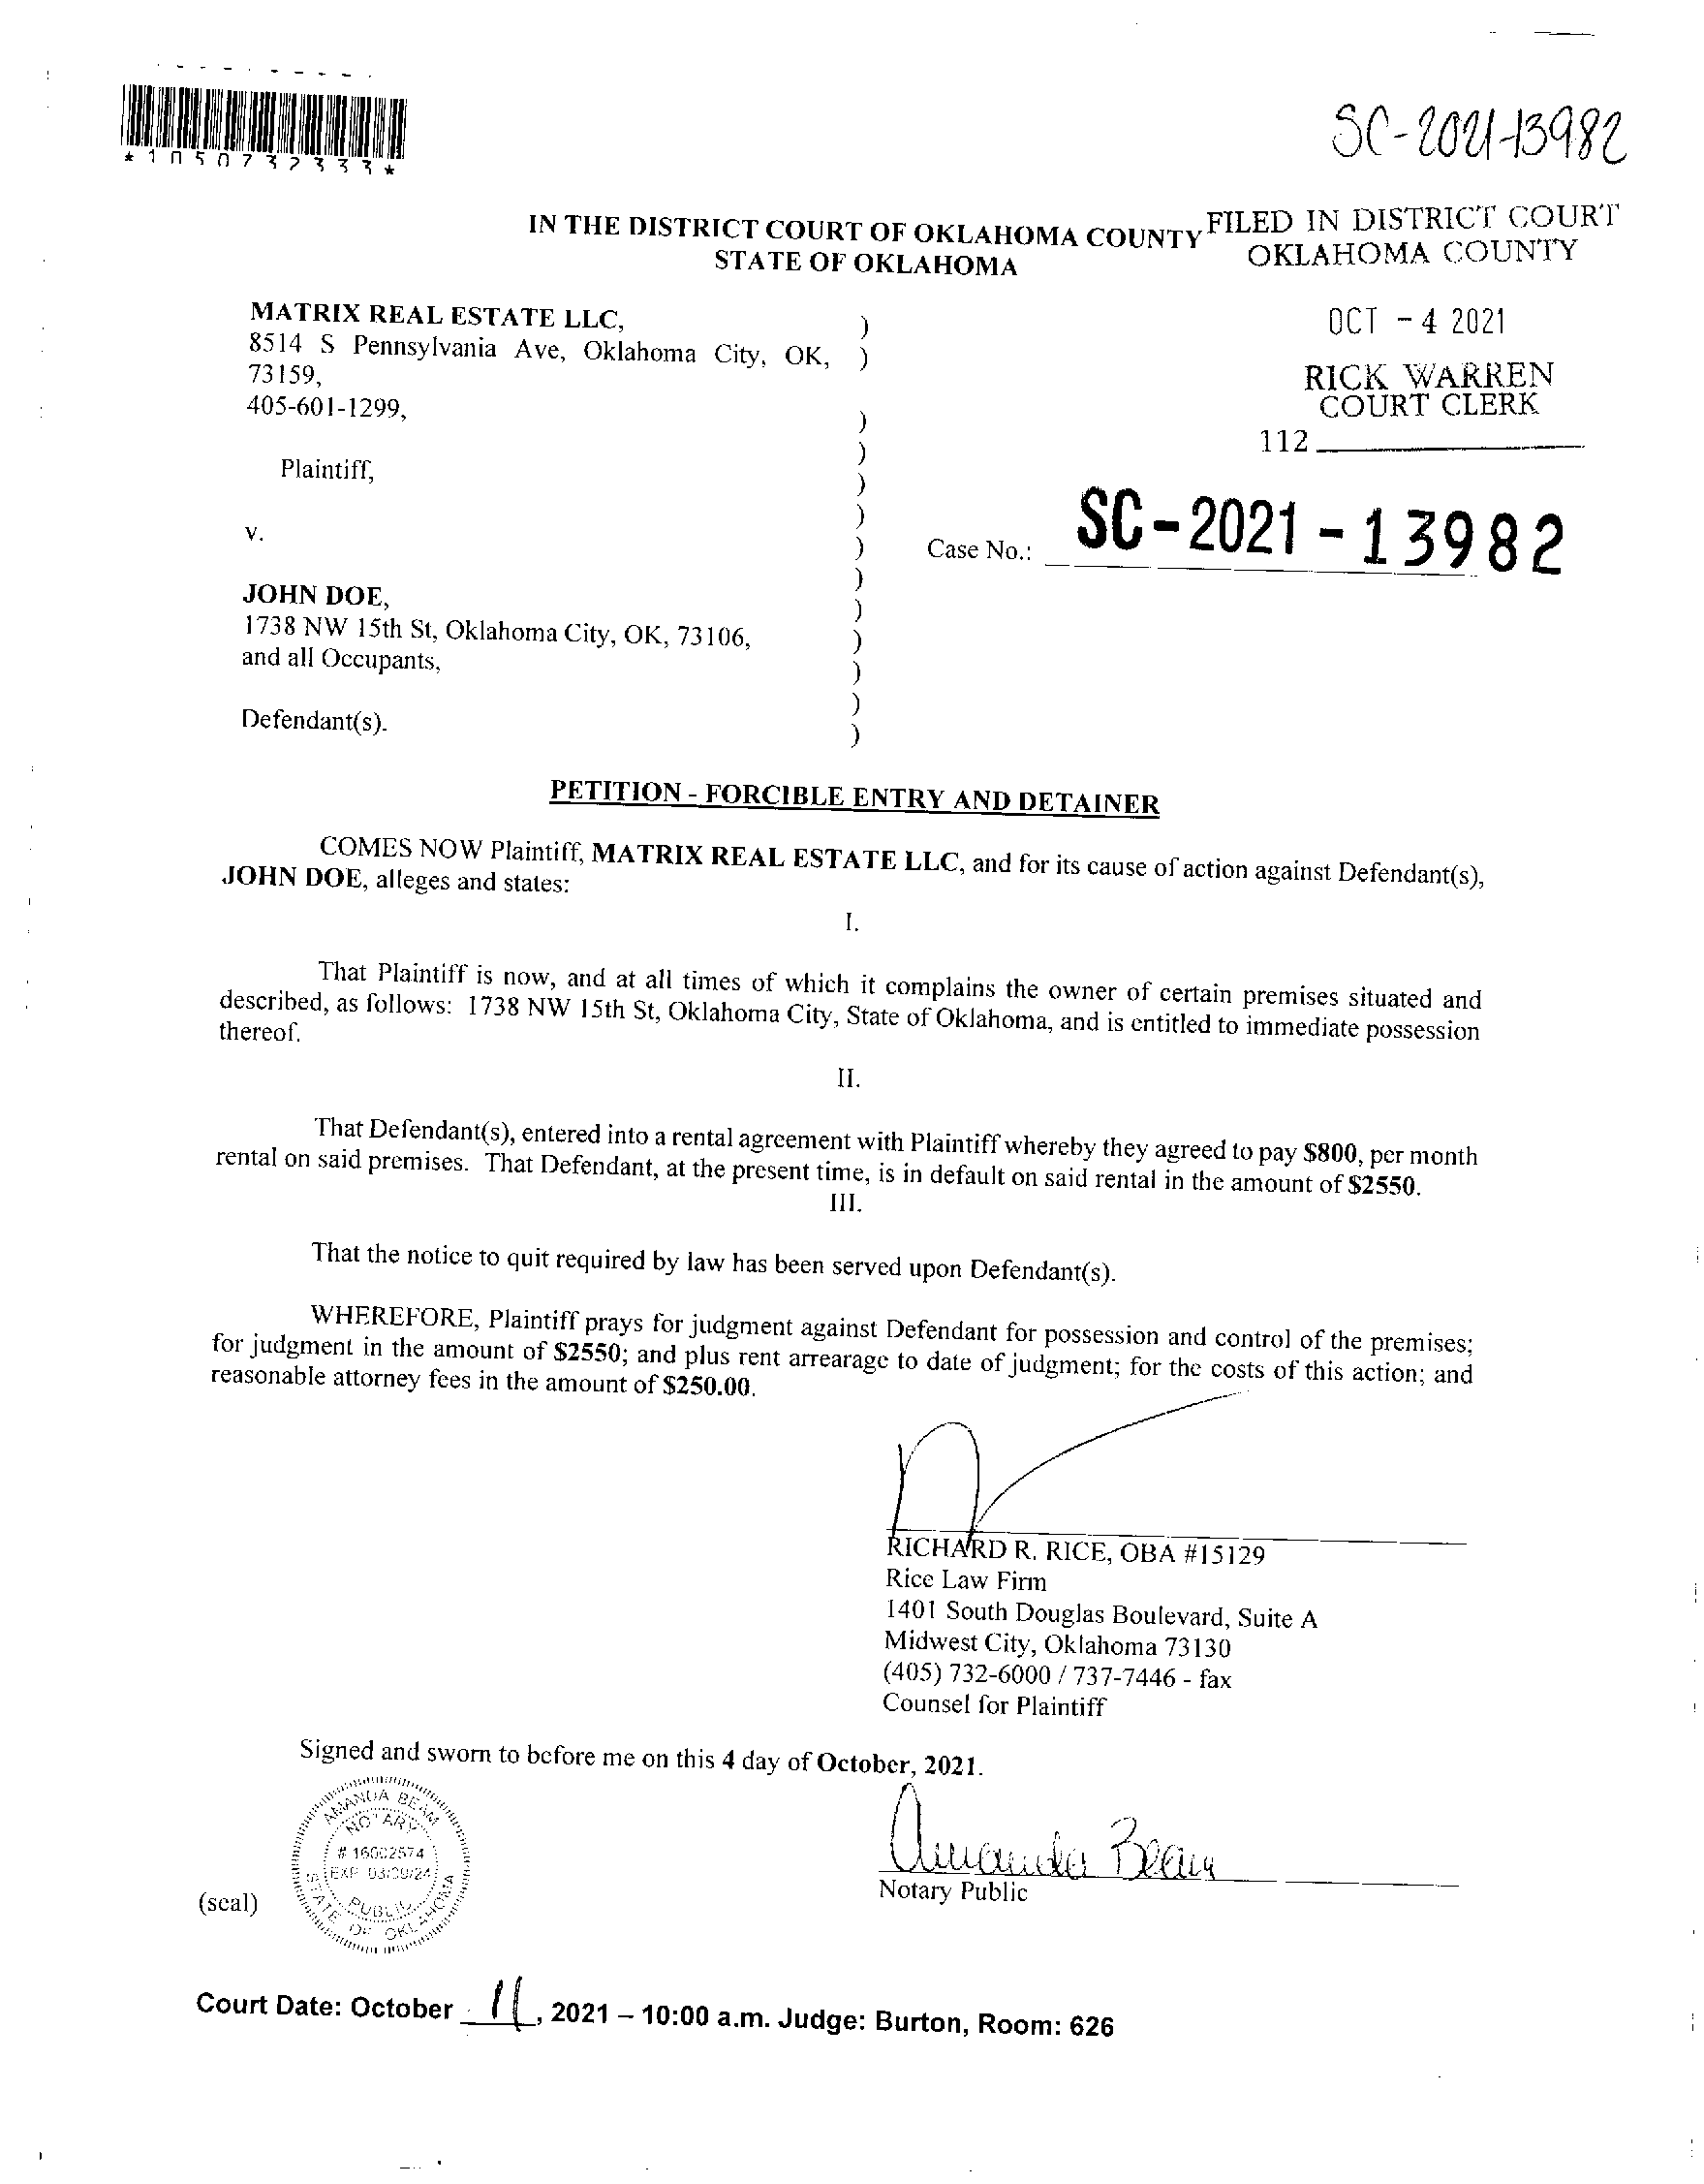 *1050732333*
SC-2021-13982
IN THE DISTRICT COURT OF OKLAHOMA COUNTY
STATE OF OKLAHOMA
FILED IN DISTRICT COURT
OKLAHOMA COUNTY
OCT - 4 2021
RICK WARREN
COURT CLERK
112
MATRIX REAL ESTATE LLC, )
8514 S Pennsylvania Ave, Oklahoma City, OK, )
73159,
405-601-1299, )
)
Plaintiff, )
)
v. )
Case No.: SC-2021-13982
)
JOHN DOE, )
1738 NW 15th St, Oklahoma City, OK, 73106, )
and all Occupants, )
)
Defendant(s). )
PETITION - FORCIBLE ENTRY AND DETAINER
COMES NOW Plaintiff, MATRIX REAL ESTATE LLC, and for its cause of action against Defendant(s),
JOHN DOE, alleges and states:
I.
That Plaintiff is now, and at all times of which it complains the owner of certain premises situated and
described, as follows: 1738 NW 15th St, Oklahoma City, State of Oklahoma, and is entitled to immediate possession
thereof.
II.
That Defendant(s), entered into a rental agreement with Plaintiff whereby they agreed to pay $800, per month
rental on said premises. That Defendant, at the present time, is in default on said rental in the amount of $2550.
III.
That the notice to quit required by law has been served upon Defendant(s).
WHEREFORE, Plaintiff prays for judgment against Defendant for possession and control of the premises;
for judgment in the amount of $2550; and plus rent arrearage to date of judgment; for the costs of this action; and
reasonable attorney fees in the amount of $250.00.
RICHARD R. RICE, OBA #15129
Rice Law Firm
1401 South Douglas Boulevard, Suite A
Midwest City, Oklahoma 73130
(405) 732-6000 / 737-7446 - fax
Counsel for Plaintiff
Signed and sworn to before me on this 4 day of October, 2021.
AMANDA BEAM
NOTARY
# 16002574
EXP 03/09/24
PUBLIC
STATE OF OKLAHOMA
(seal)
Amanda Beam
Notary Public
Court Date: October 11, 2021 – 10:00 a.m. Judge: Burton, Room: 626